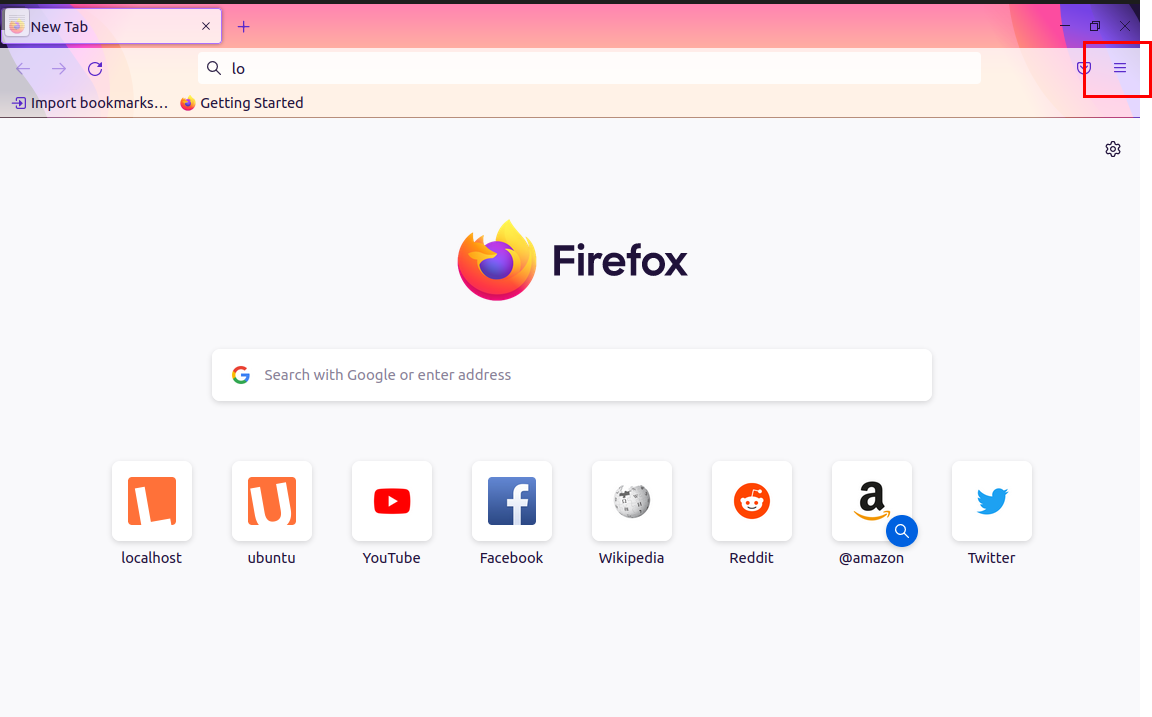 New Tab
lo
Import bookmarks… Getting Started
Firefox
Search with Google or enter address
localhost ubuntu YouTube Facebook Wikipedia Reddit @amazon Twitter